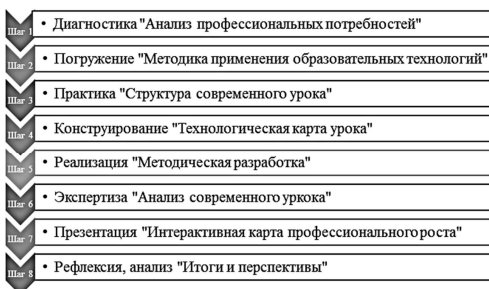 Шаг 1 • Диагностика "Анализ профессиональных потребностей"
Шаг 2 • Погружение "Методика применения образовательных технологий"
Шаг 3 • Практика "Структура современного урока"
Шаг 4 • Конструирование "Технологическая карта урока"
Шаг 5 • Реализация "Методическая разработка"
Шаг 6 • Экспертиза "Анализ современного уркока"
Шаг 7 • Презентация "Интерактивная карта профессионального роста"
Шаг 8 • Рефлексия, анализ "Итоги и перспективы"